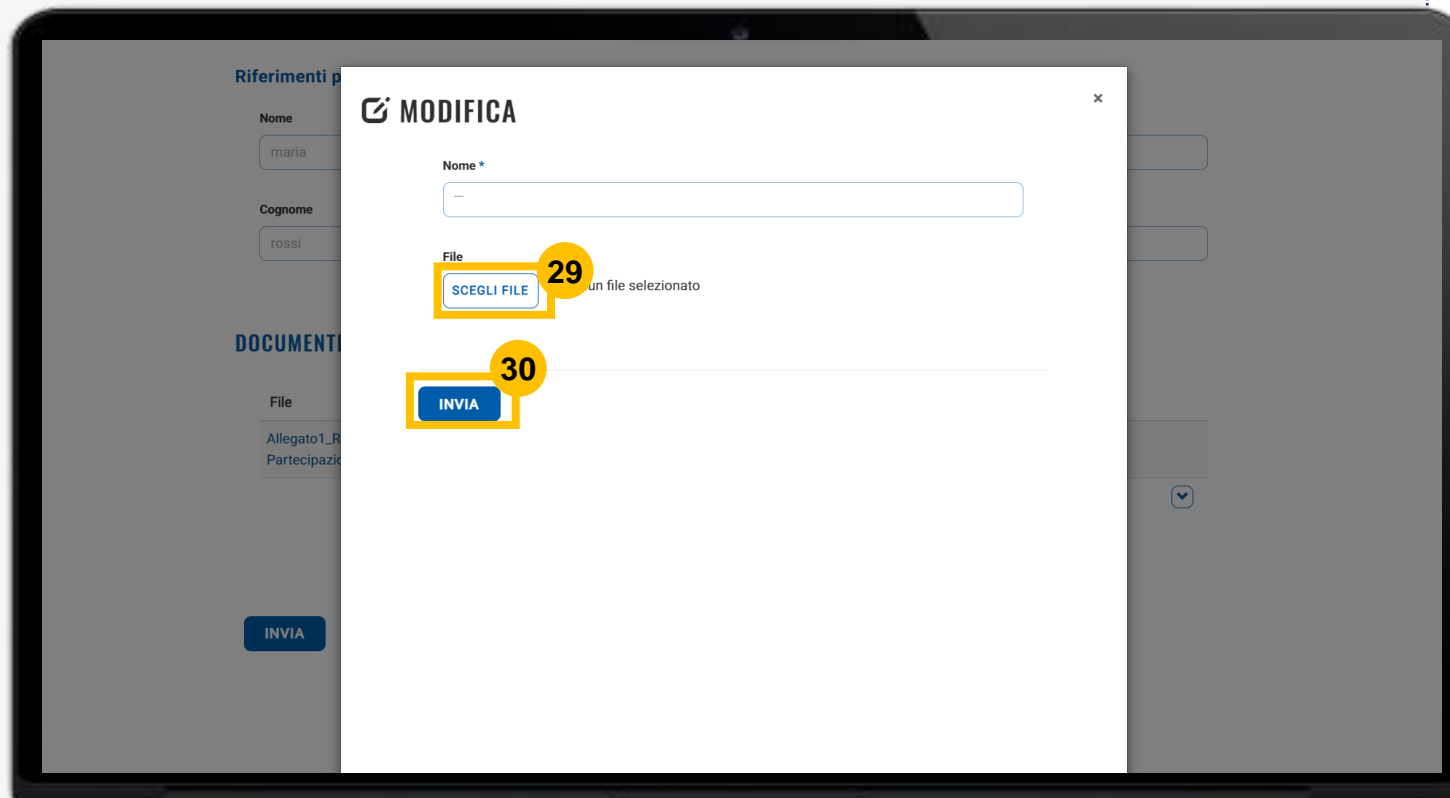 Riferimenti p
MODIFICA
×
Nome
maria
Nome *
—
Cognome
rossi
File
29
SCEGLI FILE
un file selezionato
DOCUMENTI
30
INVIA
File
Allegato1_R
Partecipazio
INVIA